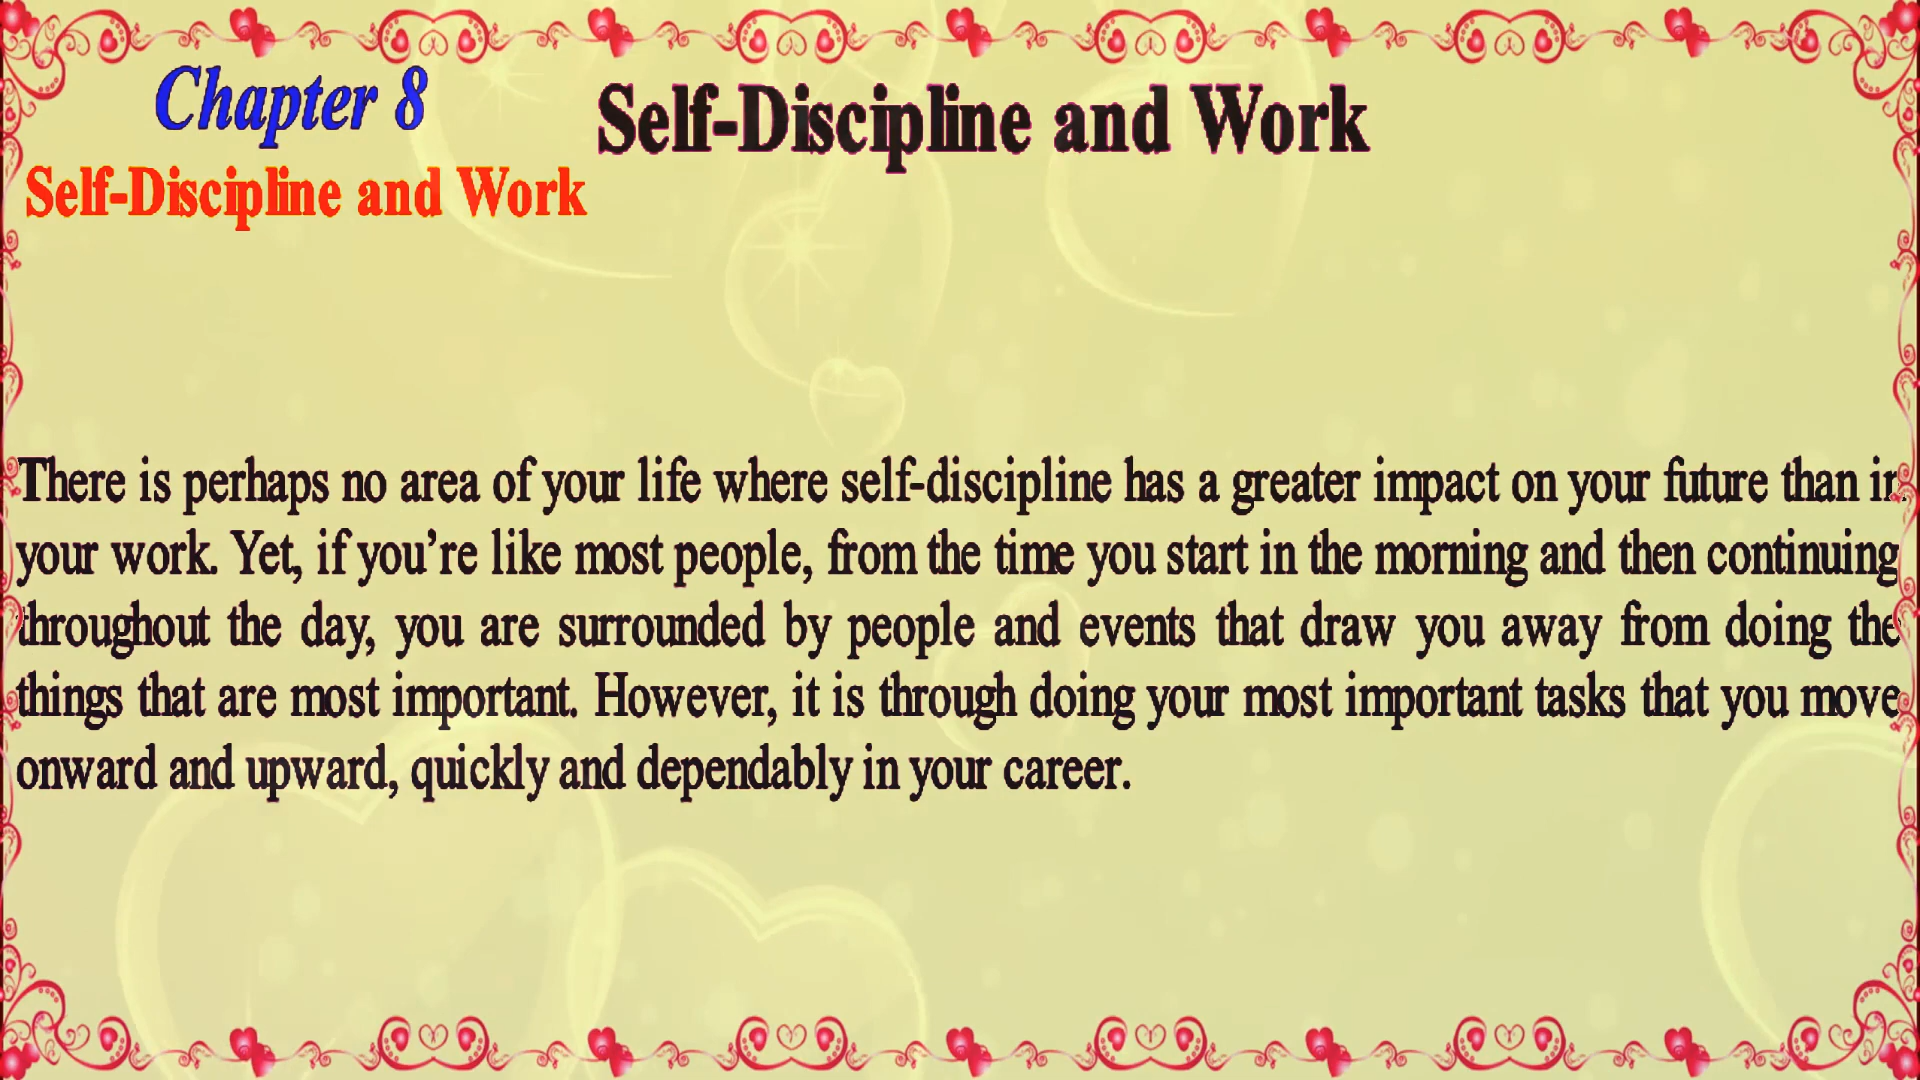 Chapter 8
Self-Discipline and Work
Self-Discipline and Work
There is perhaps no area of your life where self-discipline has a greater impact on your future than in
your work. Yet, if you’re like most people, from the time you start in the morning and then continuing
throughout the day, you are surrounded by people and events that draw you away from doing the
things that are most important. However, it is through doing your most important tasks that you move
onward and upward, quickly and dependably in your career.